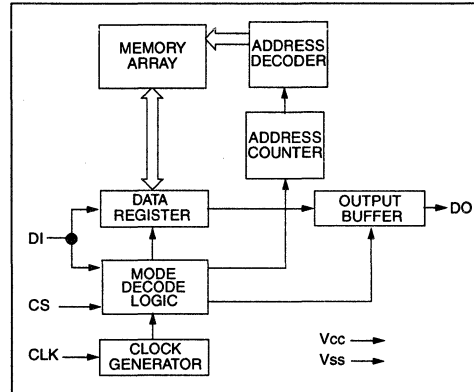 MEMORY
ARRAY
ADDRESS
DECODER
ADDRESS
COUNTER
DATA
REGISTER
OUTPUT
BUFFER
DO
DI
MODE
DECODE
LOGIC
CS
CLK
CLOCK
GENERATOR
Vcc
Vss